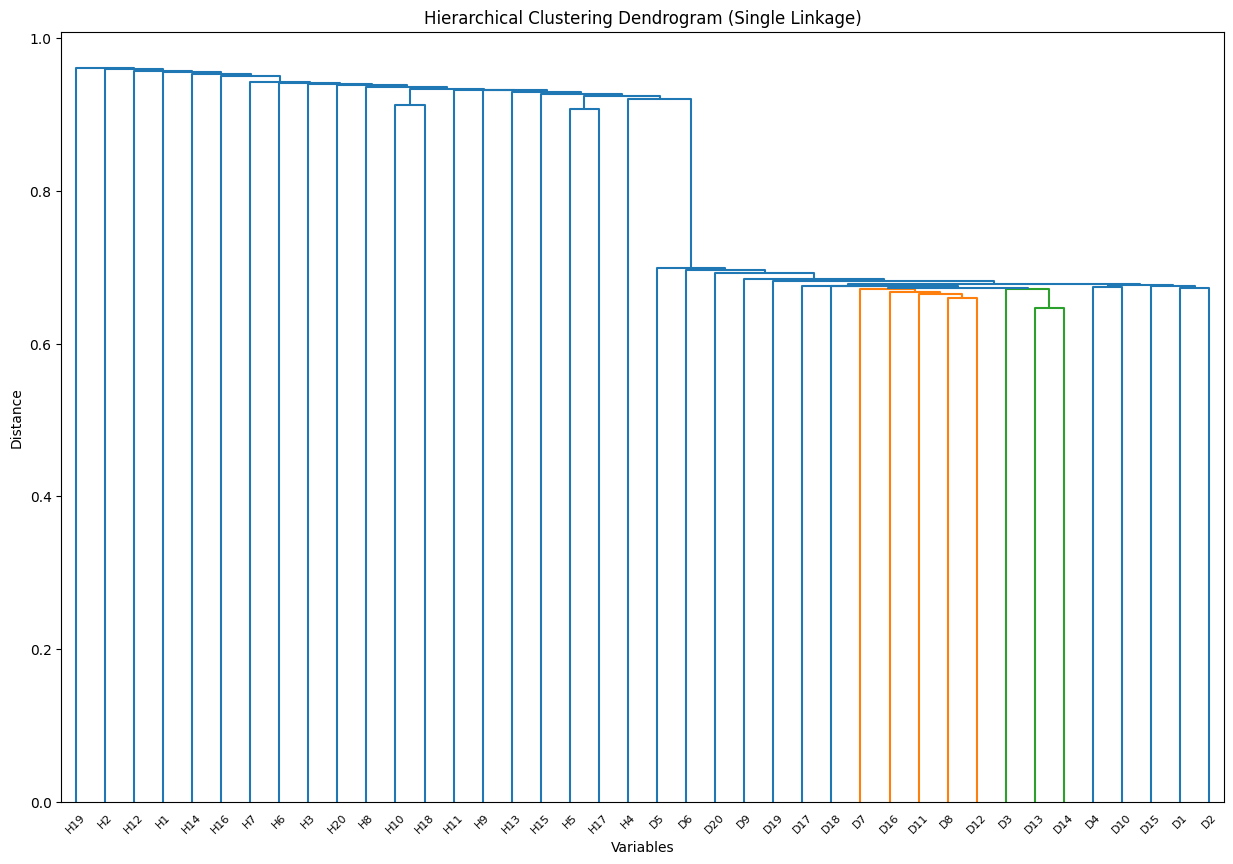 Hierarchical Clustering Dendrogram (Single Linkage)
1.0
0.8
0.6
0.4
0.2
0.0
Distance
H19 H2 H12 H1 H14 H16 H7 H6 H3 H20 H8 H10 H18 H11 H9 H13 H15 H5 H17 H4 D5 D6 D20 D9 D19 D17 D18 D7 D16 D11 D8 D12 D3 D13 D14 D4 D10 D15 D1 D2
Variables